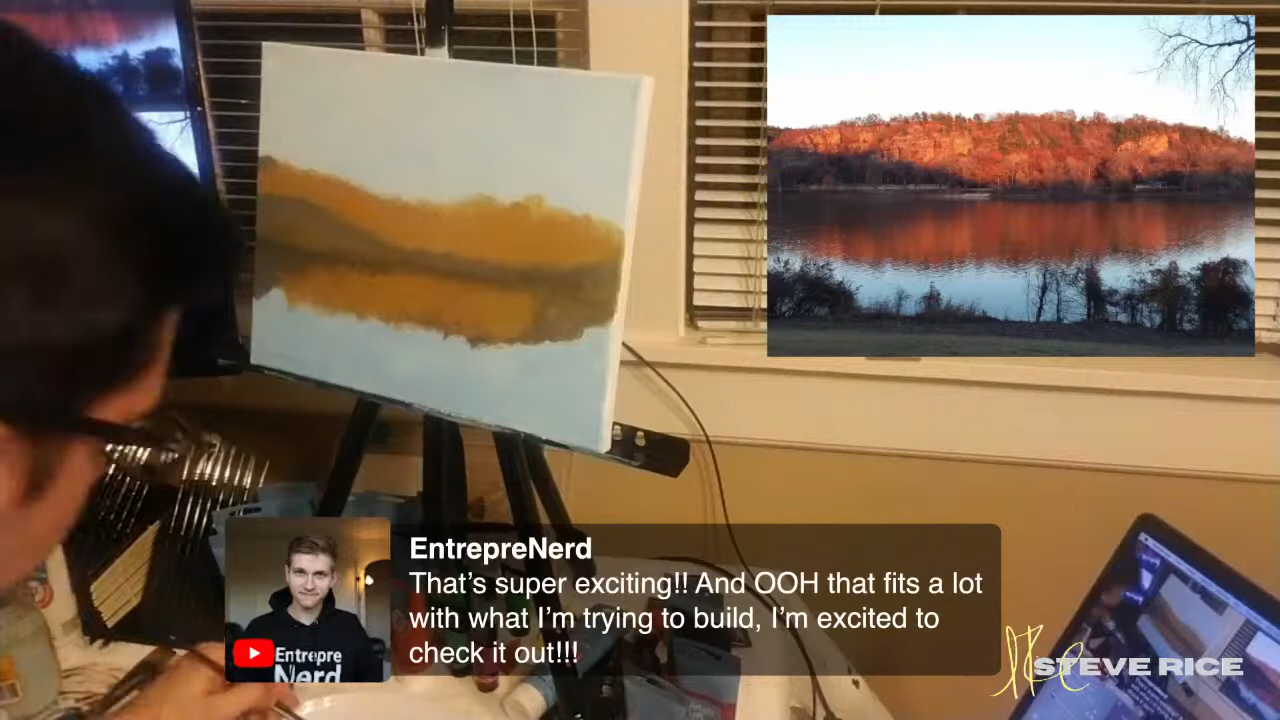 EntrepreNerd
That’s super exciting!! And OOH that fits a lot
with what I’m trying to build, I’m excited to
check it out!!!
Entrepre
Nerd
STEVE RICE